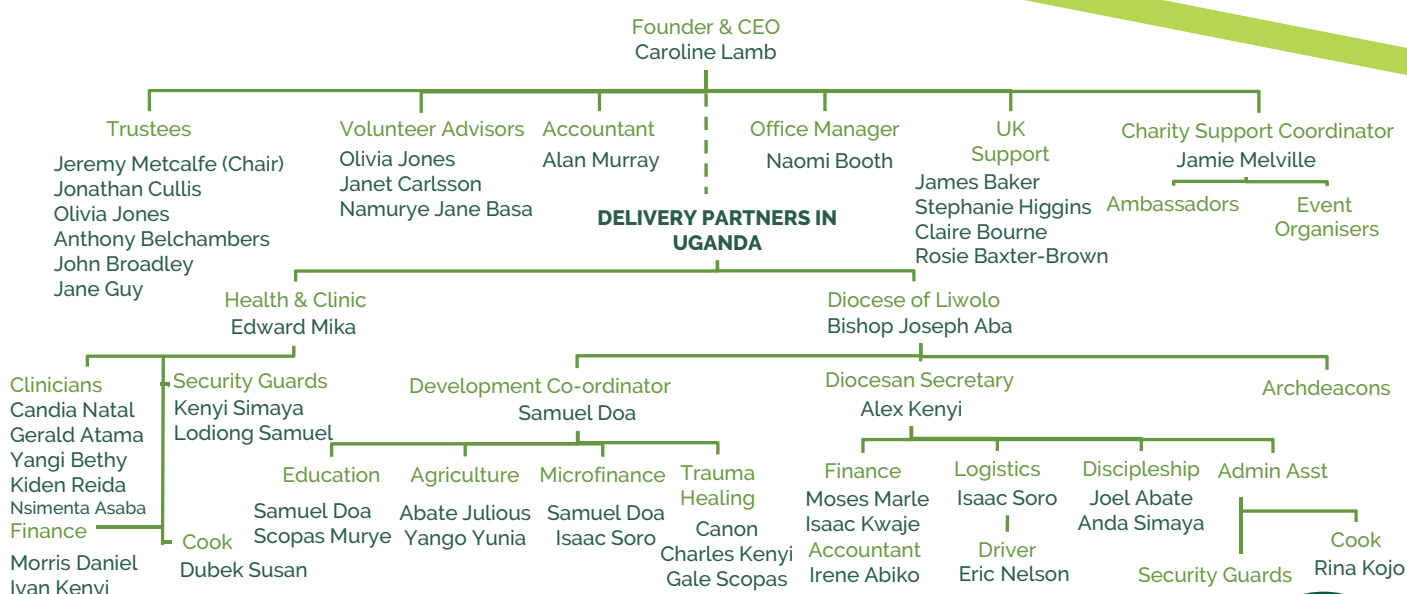 Founder & CEO
Caroline Lamb
Trustees
Jeremy Metcalfe (Chair)
Jonathan Cullis
Olivia Jones
Anthony Belchambers
John Broadley
Jane Guy
Volunteer Advisors
Olivia Jones
Janet Carlsson
Namurye Jane Basa
Accountant
Alan Murray
Office Manager
Naomi Booth
UK
Support
James Baker
Stephanie Higgins
Claire Bourne
Rosie Baxter-Brown
Charity Support Coordinator
Jamie Melville
Ambassadors
Event
Organisers
DELIVERY PARTNERS IN
UGANDA
Health & Clinic
Edward Mika
Clinicians
Candia Natal
Gerald Atama
Yangi Bethy
Kiden Reida
Nsimenta Asaba
Finance
Morris Daniel
Ivan Kenyi
Security Guards
Kenyi Simaya
Lodiong Samuel
Cook
Dubek Susan
Diocese of Liwolo
Bishop Joseph Aba
Development Co-ordinator
Samuel Doa
Education
Samuel Doa
Scopas Murye
Agriculture
Abate Julious
Yango Yunia
Microfinance
Samuel Doa
Isaac Soro
Trauma
Healing
Canon
Charles Kenyi
Gale Scopas
Diocesan Secretary
Alex Kenyi
Finance
Moses Marle
Isaac Kwaje
Accountant
Irene Abiko
Logistics
Isaac Soro
Driver
Eric Nelson
Discipleship
Joel Abate
Anda Simaya
Admin Asst
Security Guards
Cook
Rina Kojo
Archdeacons